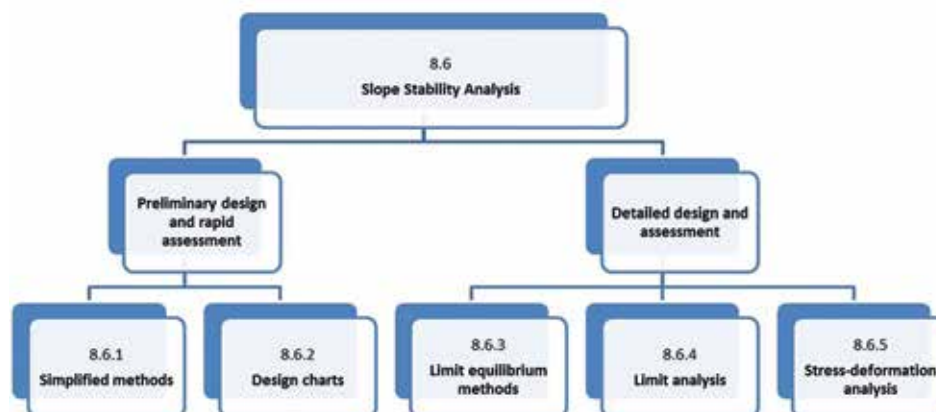 8.6
Slope Stability Analysis
Preliminary design
and rapid
assessment
Detailed design and
assessment
8.6.1
Simplified methods
8.6.2
Design charts
8.6.3
Limit equilibrium
methods
8.6.4
Limit analysis
8.6.5
Stress-deformation
analysis